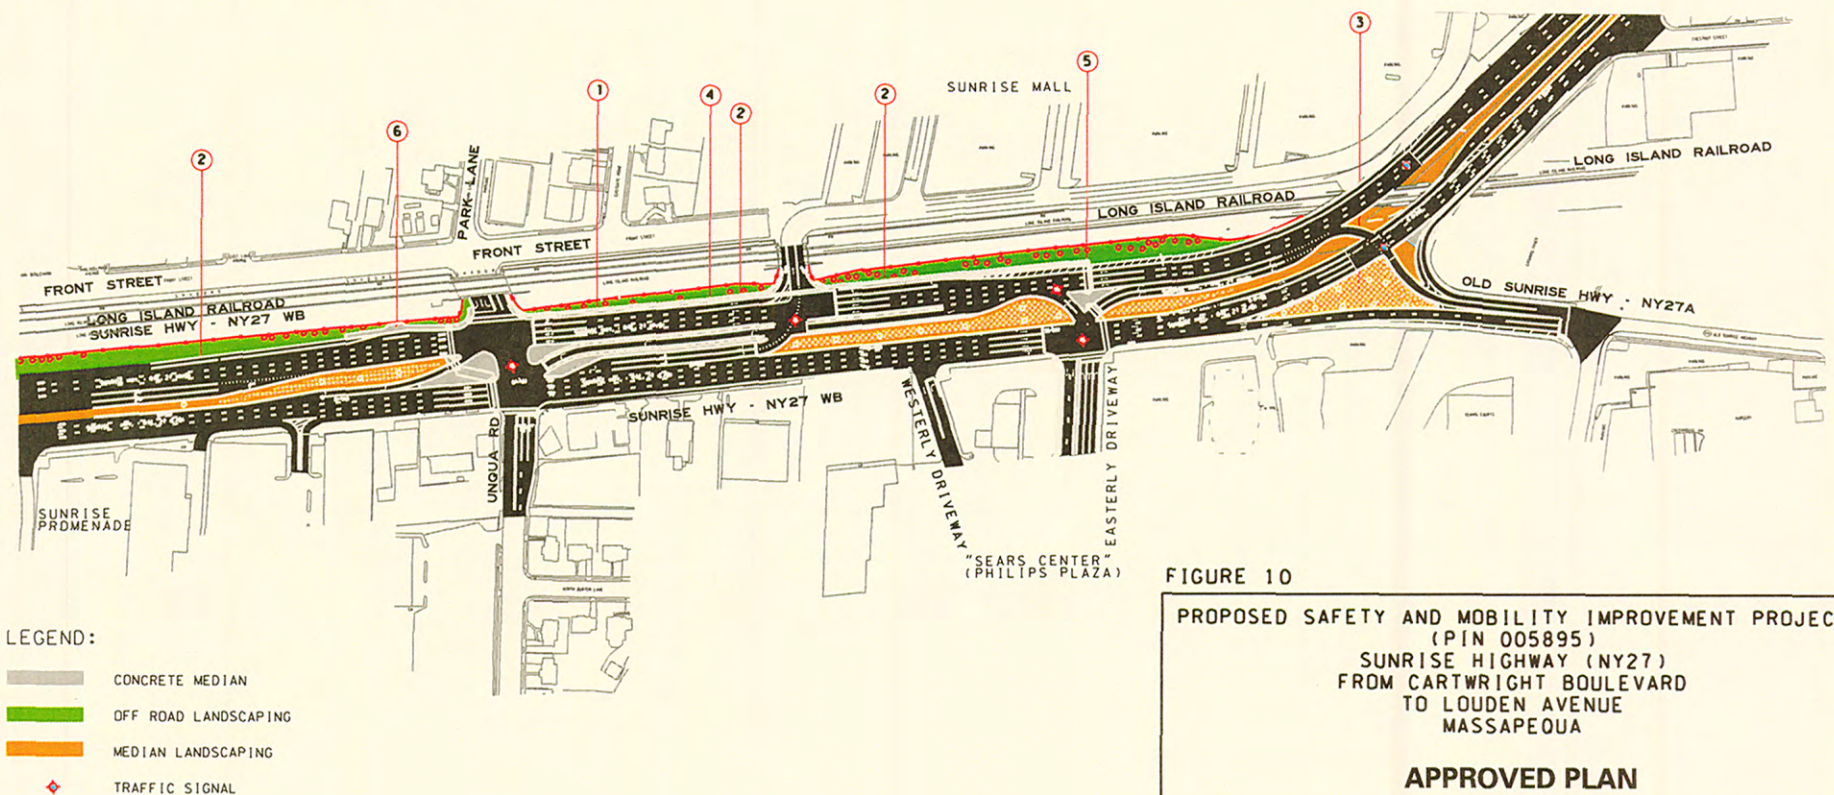 3
5
SUNRISE MALL
1
4
2
2
6
2
CHESTNUT STREET
LONG ISLAND RAILROAD
PARK LANE
LONG ISLAND RAILROAD
FRONT STREET
FRONT STREET
FRONT STREET
LONG ISLAND RAILROAD
SUNRISE HWY - NY27 WB
OLD SUNRISE HWY - NY27A
SUNRISE HWY - NY27 WB
UNQUA RD
WESTERLY DRIVEWAY
EASTERLY DRIVEWAY
SUNRISE
PROMENADE
"SEARS CENTER"
(PHILIPS PLAZA)
FIGURE 10
PROPOSED SAFETY AND MOBILITY IMPROVEMENT PROJEC
(PIN 005895)
SUNRISE HIGHWAY (NY27)
FROM CARTWRIGHT BOULEVARD
TO LOUDEN AVENUE
MASSAPEQUA
APPROVED PLAN
LEGEND:
CONCRETE MEDIAN
OFF ROAD LANDSCAPING
MEDIAN LANDSCAPING
TRAFFIC SIGNAL